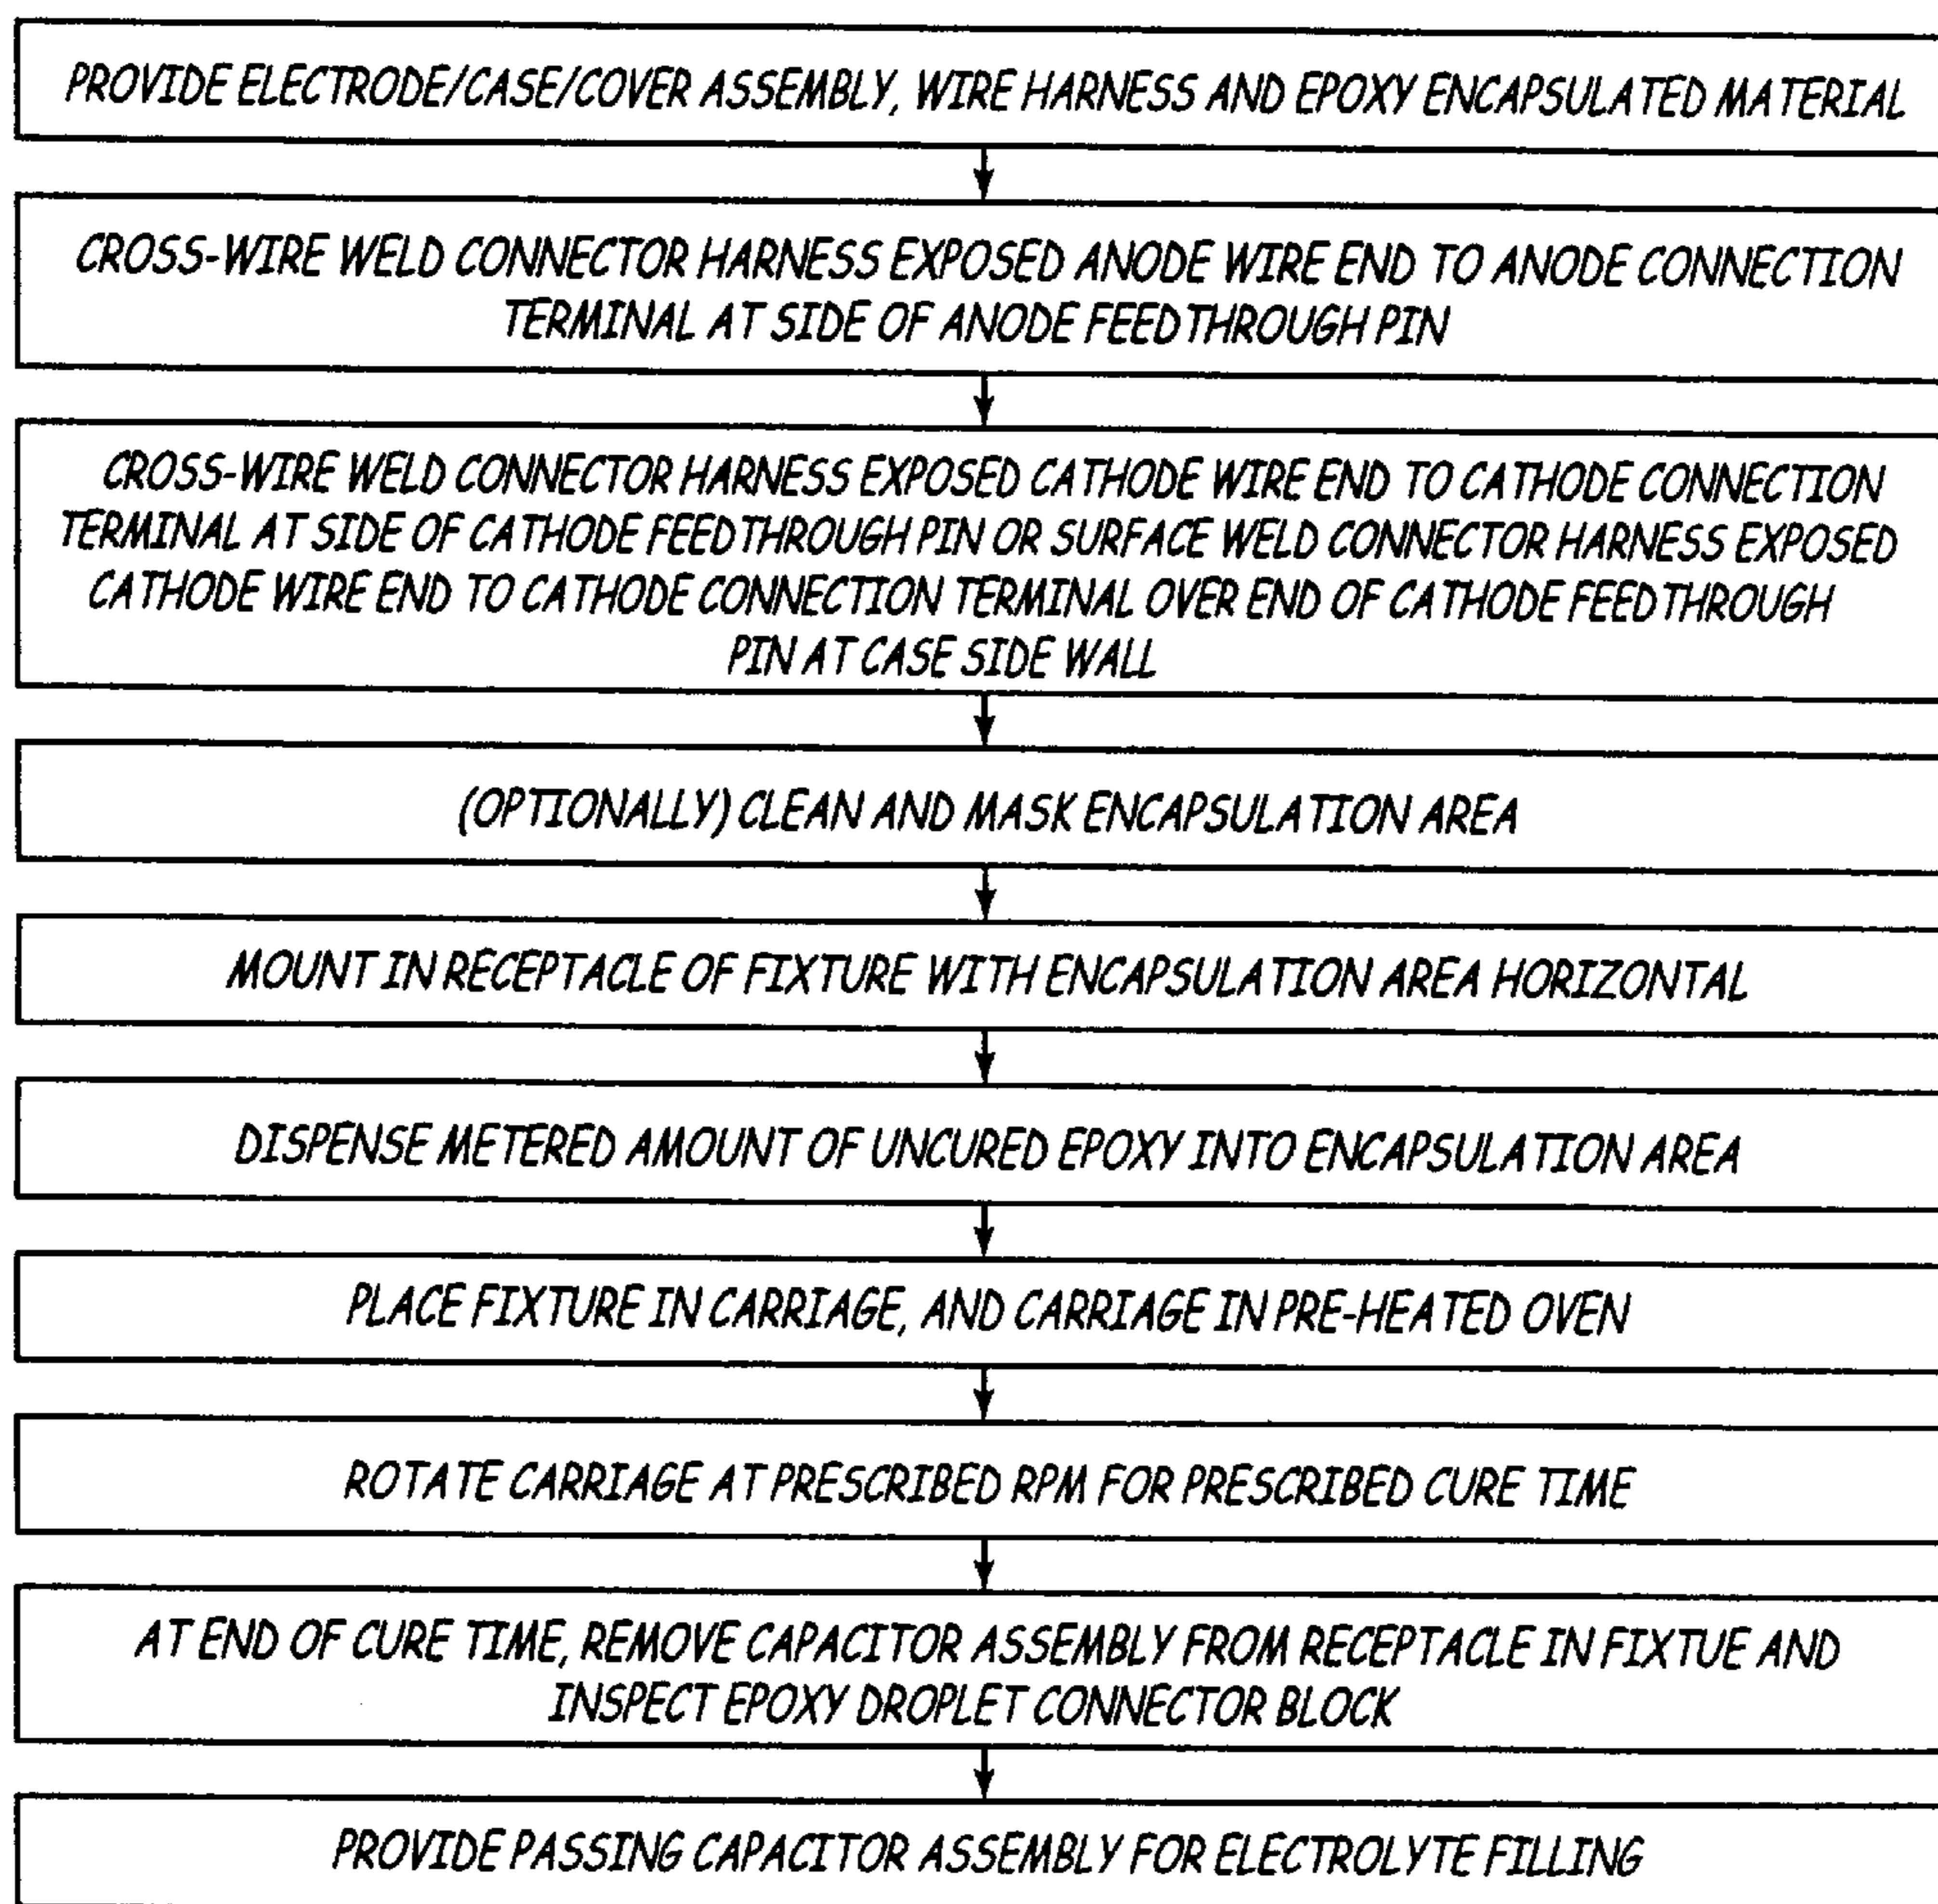 PROVIDE ELECTRODE/CASE/COVER ASSEMBLY, WIRE HARNESS AND EPOXY ENCAPSULATED MATERIAL
CROSS-WIRE WELD CONNECTOR HARNESS EXPOSED ANODE WIRE END TO ANODE CONNECTION
TERMINAL AT SIDE OF ANODE FEEDTHROUGH PIN
CROSS-WIRE WELD CONNECTOR HARNESS EXPOSED CATHODE WIRE END TO CATHODE CONNECTION
TERMINAL AT SIDE OF CATHODE FEEDTHROUGH PIN OR SURFACE WELD CONNECTOR HARNESS EXPOSED
CATHODE WIRE END TO CATHODE CONNECTION TERMINAL OVER END OF CATHODE FEEDTHROUGH
PIN AT CASE SIDE WALL
(OPTIONALLY) CLEAN AND MASK ENCAPSULATION AREA
MOUNT IN RECEPTACLE OF FIXTURE WITH ENCAPSULATION AREA HORIZONTAL
DISPENSE METERED AMOUNT OF UNCURED EPOXY INTO ENCAPSULATION AREA
PLACE FIXTURE IN CARRIAGE, AND CARRIAGE IN PRE-HEATED OVEN
ROTATE CARRIAGE AT PRESCRIBED RPM FOR PRESCRIBED CURE TIME
AT END OF CURE TIME, REMOVE CAPACITOR ASSEMBLY FROM RECEPTACLE IN FIXTUE AND
INSPECT EPOXY DROPLET CONNECTOR BLOCK
PROVIDE PASSING CAPACITOR ASSEMBLY FOR ELECTROLYTE FILLING